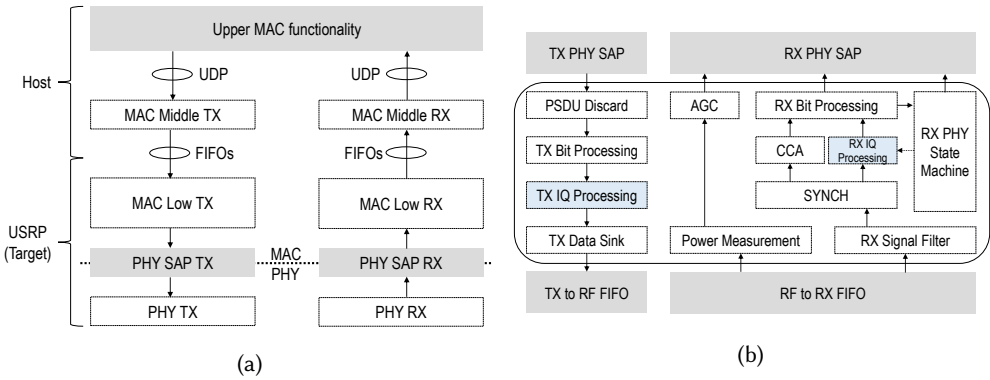 Upper MAC functionality
Host
UDP
UDP
MAC Middle TX
MAC Middle RX
FIFOs
FIFOs
MAC Low TX
MAC Low RX
USRP
(Target)
PHY SAP TX
MAC
PHY
PHY SAP RX
PHY TX
PHY RX
(a)
TX PHY SAP
RX PHY SAP
PSDU Discard
AGC
RX Bit Processing
TX Bit Processing
CCA
RX IQ
Processing
RX PHY
State
Machine
TX IQ Processing
SYNCH
TX Data Sink
Power Measurement
RX Signal Filter
TX to RF FIFO
RF to RX FIFO
(b)